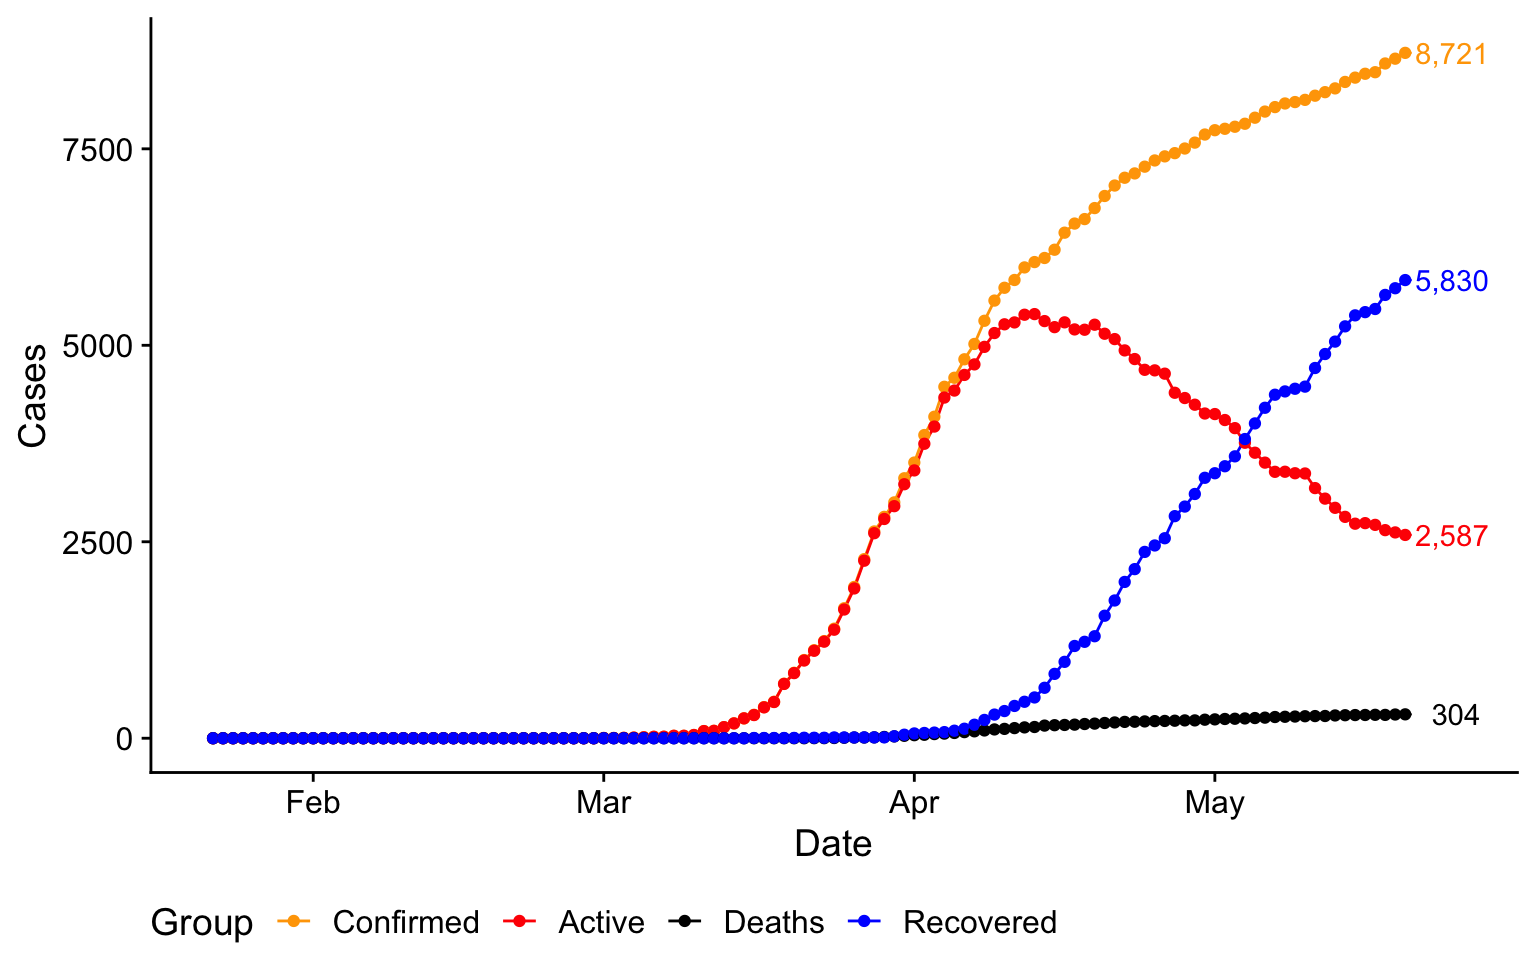 8,721
7500
5,830
5000
Cases
2500
2,587
304
0
Feb Mar Apr May
Date
Group Confirmed Active Deaths Recovered